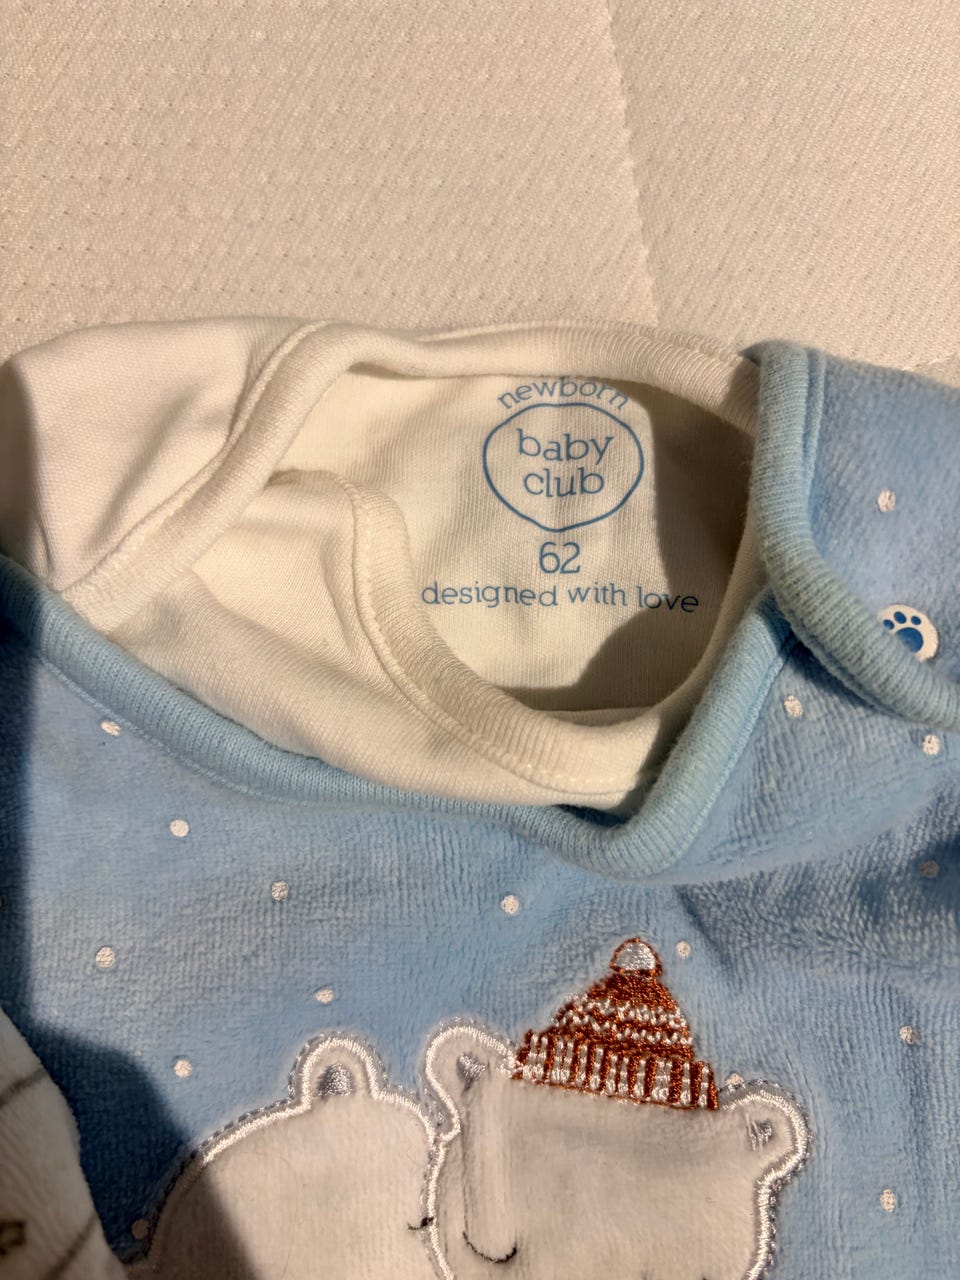 newborn
baby
club
62
designed with love